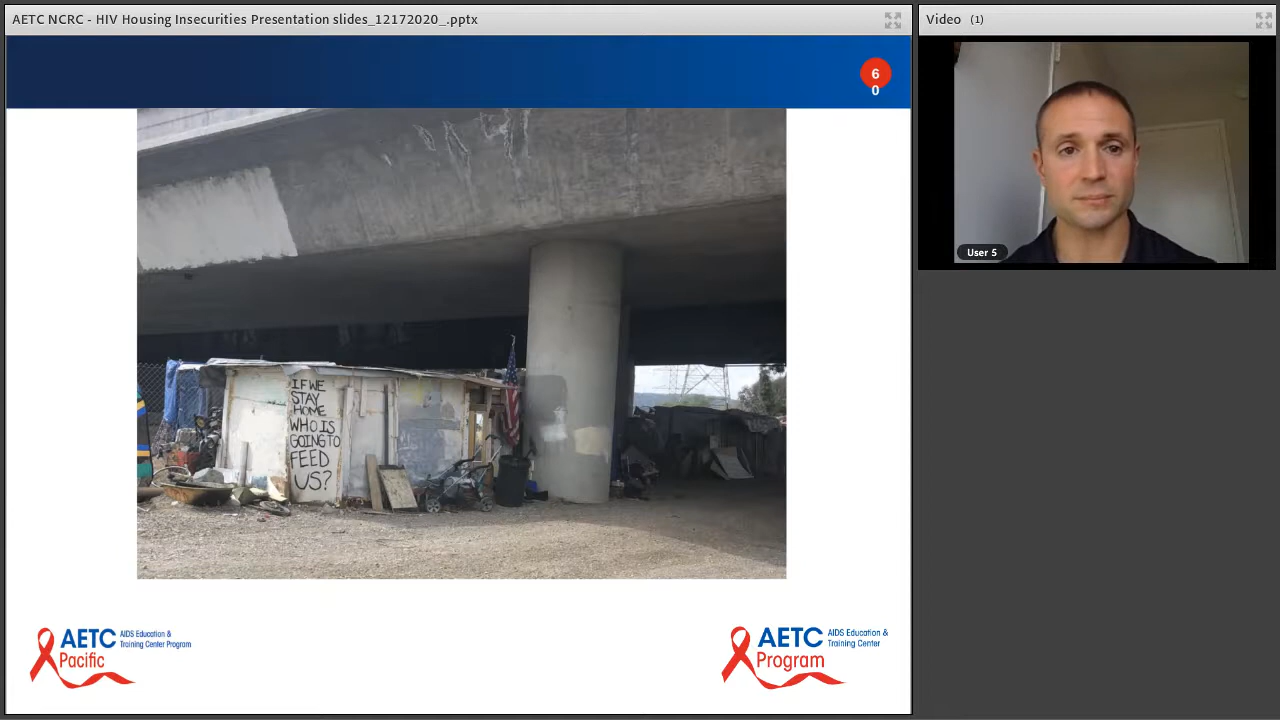 AETC NCRC - HIV Housing Insecurities Presentation slides_12172020_.pptx
Video (1)
6
0
User 5
IF WE
STAY
HOME
WHO IS
GOING TO
FEED
US?
AETC AIDS Education &
Training Center Program
Pacific
AETC AIDS Education &
Training Center
Program